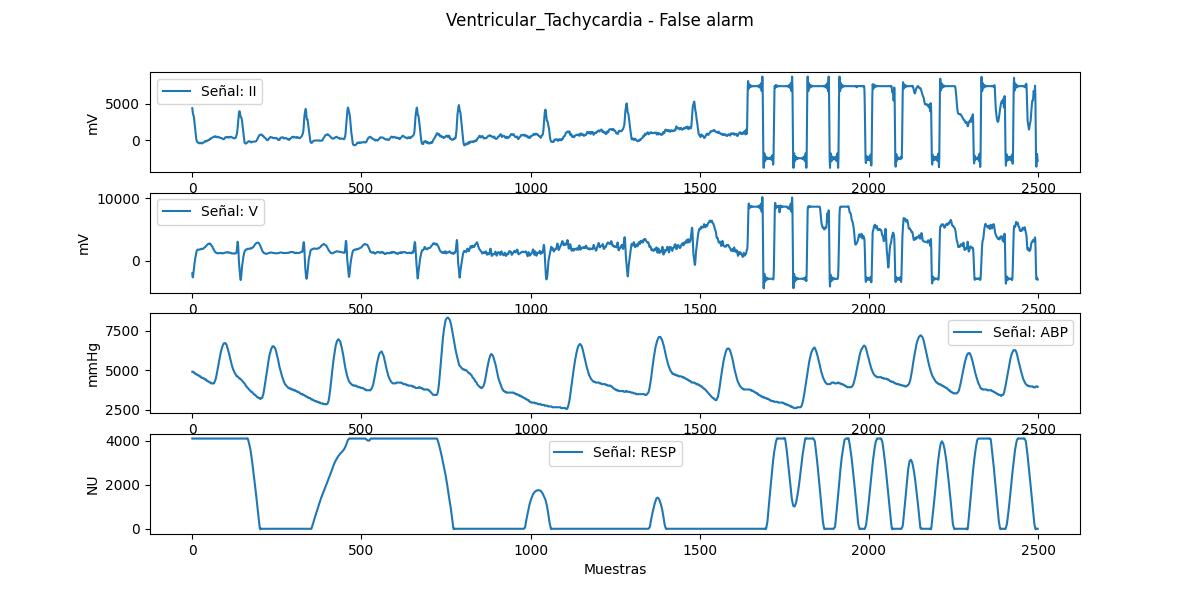 Ventricular_Tachycardia - False alarm
Señal: II
5000
0
mV
0 500 1000 1500 2000 2500
Señal: V
10000
0
mV
0 500 1000 1500 2000 2500
Señal: ABP
7500
5000
2500
mmHg
0 500 1000 1500 2000 2500
Señal: RESP
4000
2000
0
NU
0 500 1000 1500 2000 2500
Muestras